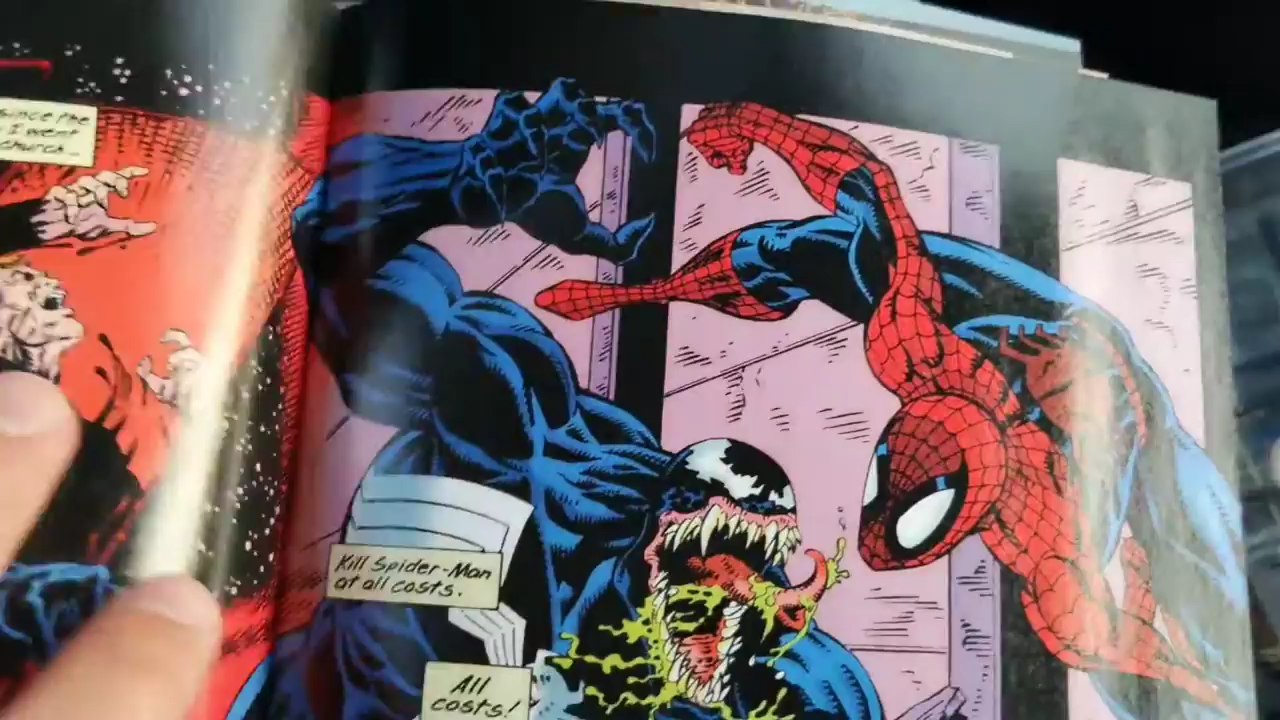 since the
I went
church...
Kill Spider-Man
at all costs.
All
costs!